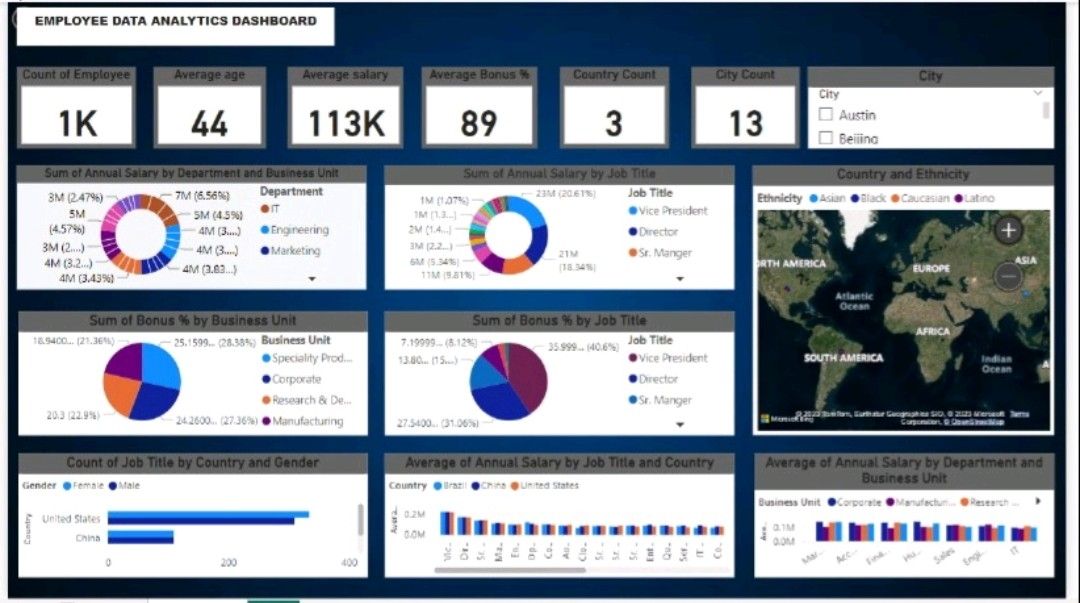 EMPLOYEE DATA ANALYTICS DASHBOARD
Count of Employee
1K
Average age
44
Average salary
113K
Average Bonus %
89
Country Count
3
City Count
13
City
City
Austin
Beijing
Sum of Annual Salary by Department and Business Unit
3M (2.47%)
7M (6.56%)
5M (4.5%)
4M (3....)
4M (3....)
4M (3.83...)
5M
(4.57%)
3M (2....)
4M (3.2...)
4M (3.43%)
Department
IT
Engineering
Marketing
Sum of Annual Salary by Job Title
1M (1.07%)
1M (1.3...)
2M (1.4...)
3M (2.2...)
6M (5.34%)
11M (9.81%)
23M (20.61%)
21M
(18.34%)
Job Title
Vice President
Director
Sr. Manger
Country and Ethnicity
Ethnicity Asian Black Caucasian Latino
RTH AMERICA
EUROPE
ASIA
Atlantic
Ocean
AFRICA
SOUTH AMERICA
Indian
Ocean
A
Microsoft Bing
© 2023 TomTom, Earthstar Geographics SIO, © 2023 Microsoft Terms
Corporation, © OpenStreetMap
Sum of Bonus % by Business Unit
18.9400... (21.36%)
25.1599... (28.38%)
20.3 (22.9%)
24.2600... (27.36%)
Business Unit
Speciality Prod...
Corporate
Research & De...
Manufacturing
Sum of Bonus % by Job Title
7.19999... (8.12%)
13.80... (15...)
35.999... (40.6%)
27.5400... (31.06%)
Job Title
Vice President
Director
Sr. Manger
Count of Job Title by Country and Gender
Gender Female Male
Country
United States
China
0 200 400
Average of Annual Salary by Job Title and Country
Country Brazil China United States
Avera...
0.2M
0.0M
Vic... Dir... Sr... Ma... En... Op... Co... Au... Clo... Sr... Sr... Sr... Ent... Qu... Ser... IT... Co...
Average of Annual Salary by Department and
Business Unit
Business Unit Corporate Manufactur... Research ...
Ave...
0.1M
0.0M
Mar... Acc... Fina... Hu... Sales Engi... IT